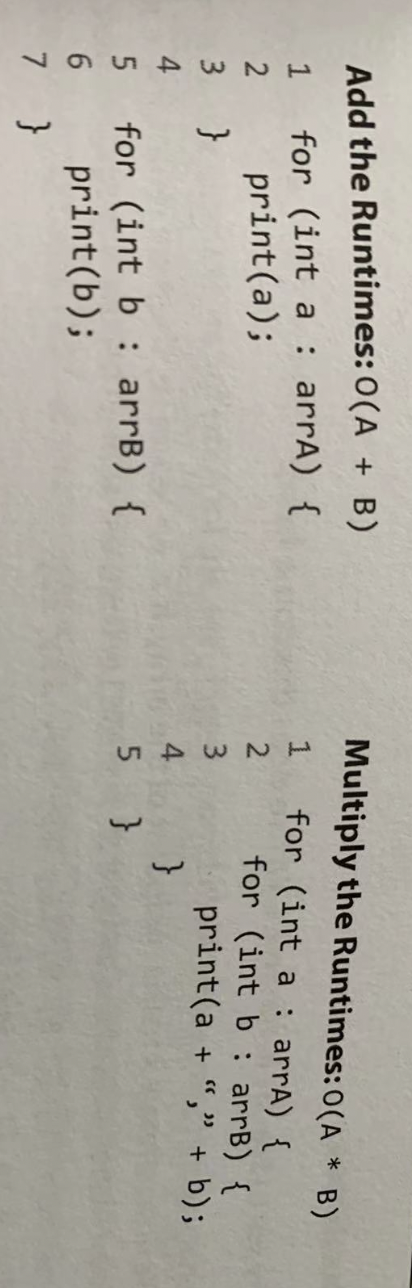 Add the Runtimes: O(A + B)
1 for (int a : arrA) {
2     print(a);
3 }
4
5 for (int b : arrB) {
6     print(b);
7 }
Multiply the Runtimes: O(A * B)
1 for (int a : arrA) {
2     for (int b : arrB) {
3         print(a + “,” + b);
4     }
5 }